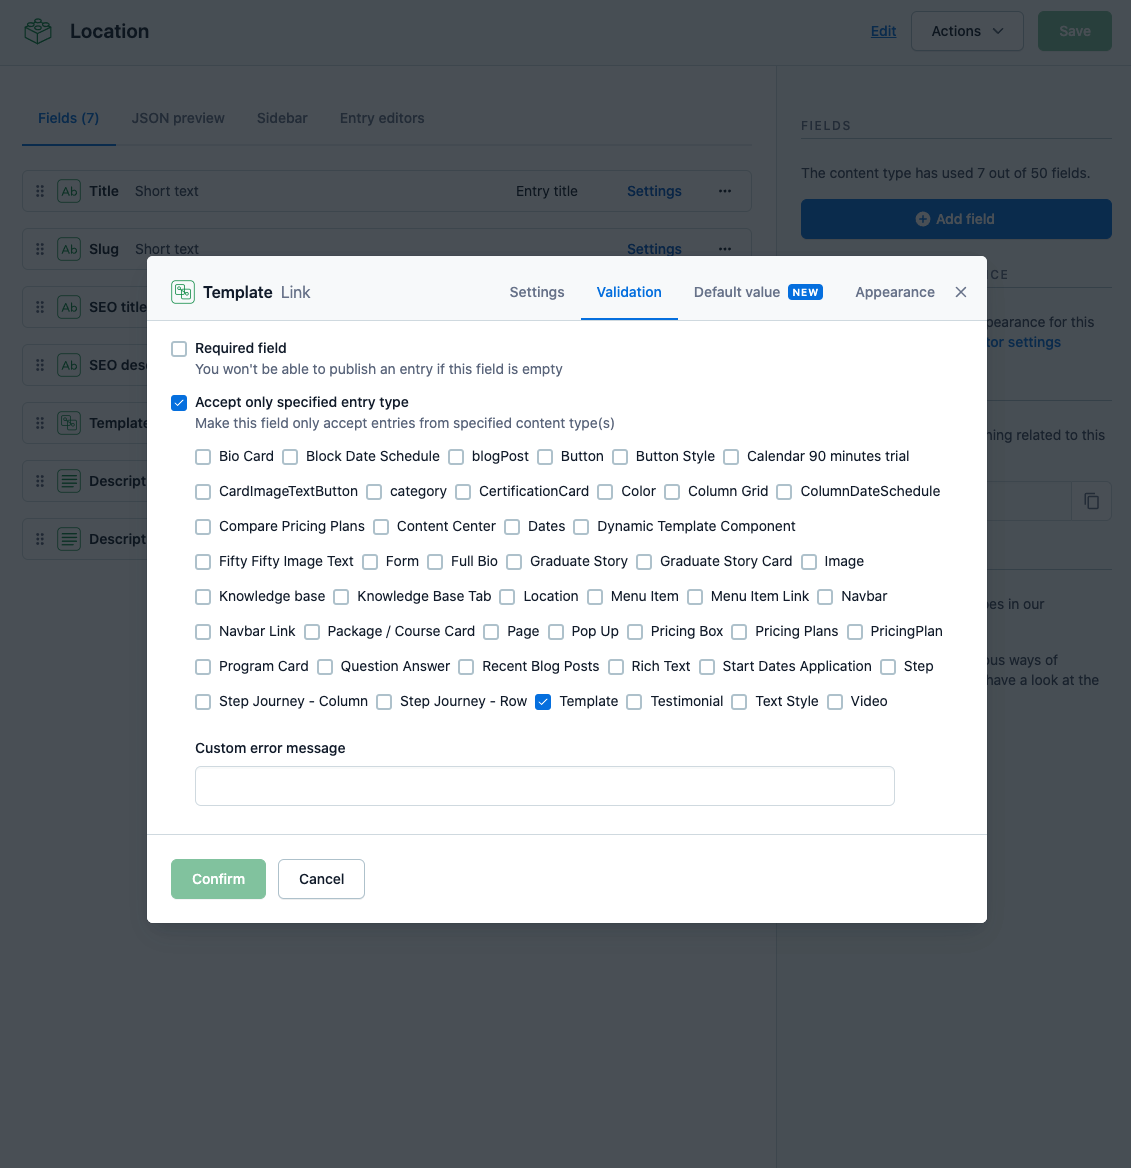 Location
Edit
Actions
Save
Fields (7)
JSON preview
Sidebar
Entry editors
FIELDS
The content type has used 7 out of 50 fields.
Add field
Ab Title Short text Entry title Settings
Ab Slug Short text Settings
Ab SEO title
Ab SEO
Template
Descript
Descript
CE
pearance for this
tor settings
ing related to this
es in our
us ways of
have a look at the
Template Link
Settings
Validation
Default value NEW
Appearance
Required field
You won't be able to publish an entry if this field is empty
Accept only specified entry type
Make this field only accept entries from specified content type(s)
Bio Card Block Date Schedule blogPost Button Button Style Calendar 90 minutes trial
CardImageTextButton category CertificationCard Color Column Grid ColumnDateSchedule
Compare Pricing Plans Content Center Dates Dynamic Template Component
Fifty Fifty Image Text Form Full Bio Graduate Story Graduate Story Card Image
Knowledge base Knowledge Base Tab Location Menu Item Menu Item Link Navbar
Navbar Link Package / Course Card Page Pop Up Pricing Box Pricing Plans PricingPlan
Program Card Question Answer Recent Blog Posts Rich Text Start Dates Application Step
Step Journey - Column Step Journey - Row Template Testimonial Text Style Video
Custom error message
Confirm
Cancel